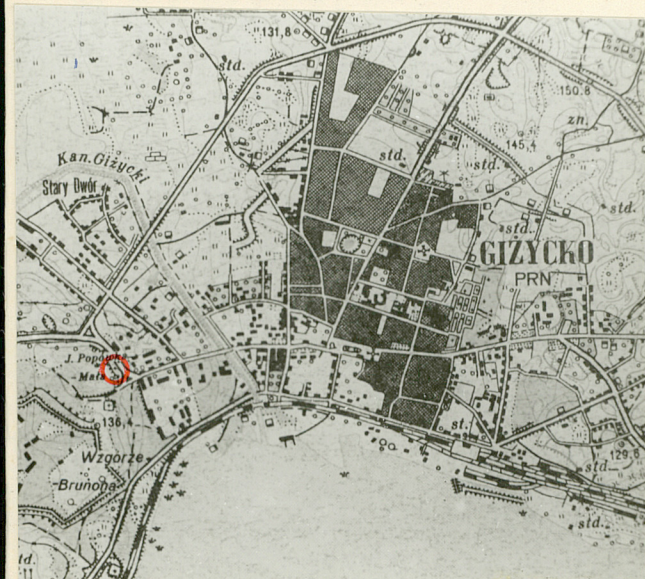 131,8
std.
150.8
zn.
145,4
std.
std.
Kan. Giżycki
Stary Dwór
std.
std.
GIŻYCKO
PRN
J. Popówka
Mała
136,4
st.
Wzgórze
Brunona
129,8
std.
std.
td.